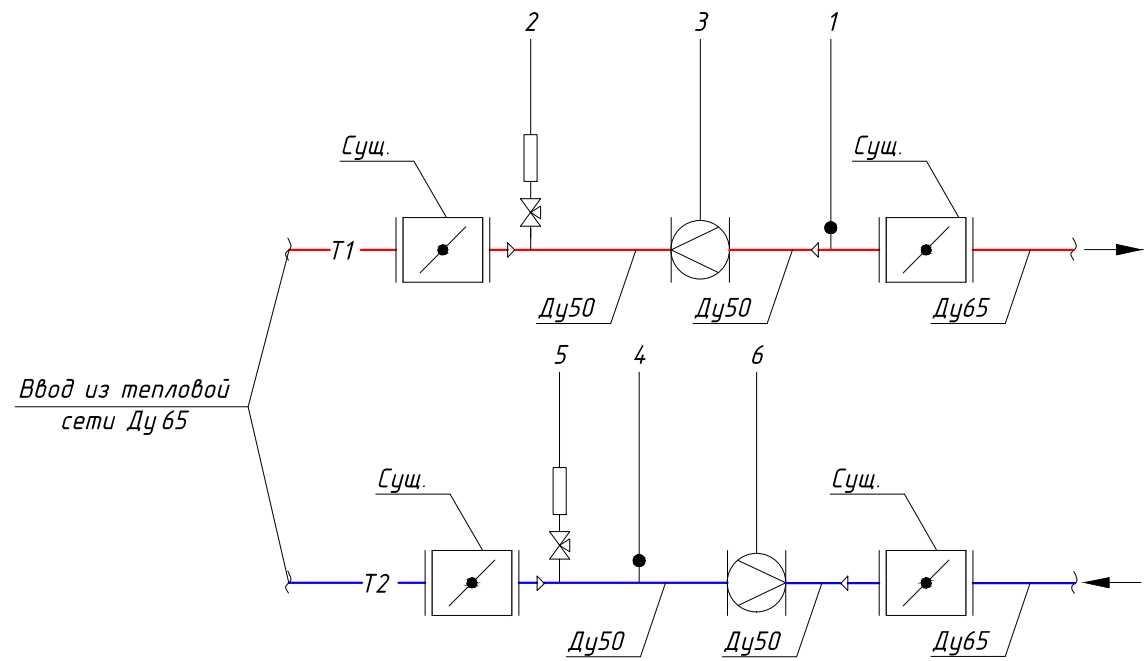 2
3
1
Сущ.
Сущ.
Т1
Ду50
Ду50
Ду65
5
4
6
Ввод из тепловой
сети Ду 65
Сущ.
Сущ.
Т2
Ду50
Ду50
Ду65